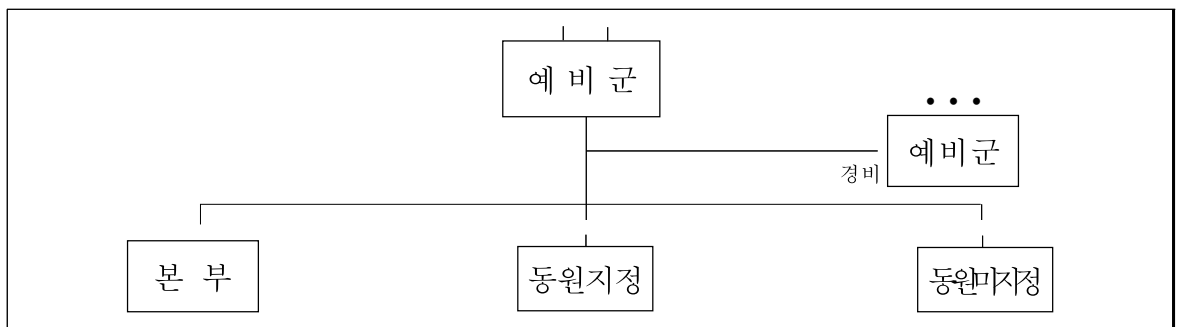 예 비 군
• • •
예비군
경비
본 부
동원지정
동원미지정